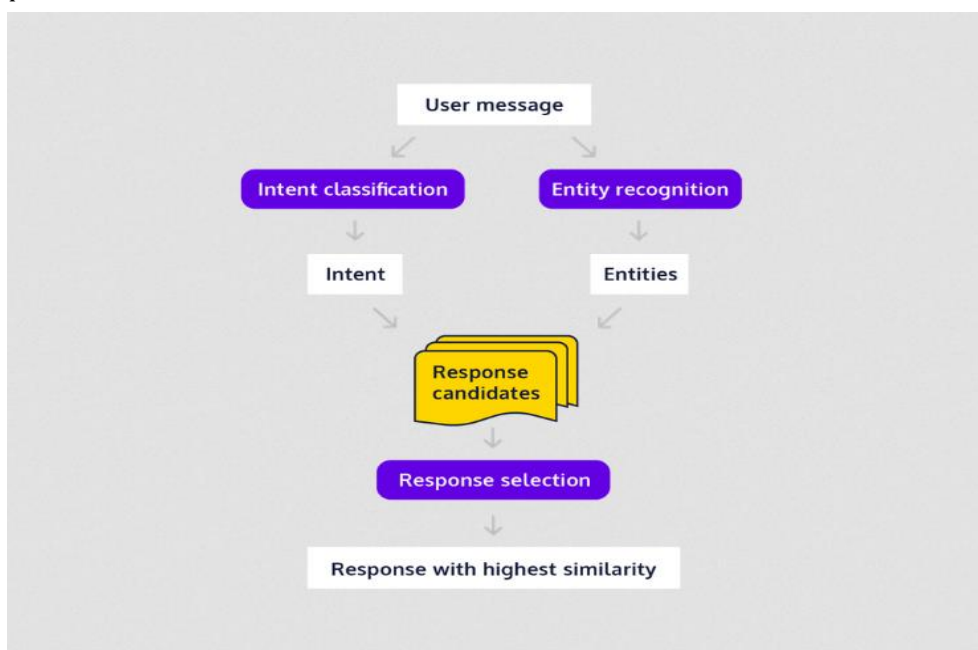 User message
Intent classification
Entity recognition
Intent
Entities
Response
candidates
Response selection
Response with highest similarity